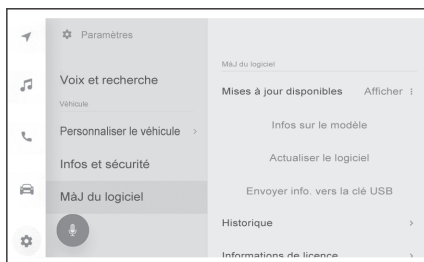 Paramètres
Voix et recherche
Véhicule
Personnaliser le véhicule
Infos et sécurité
MàJ du logiciel
MàJ du logiciel
Mises à jour disponibles Afficher
Infos sur le modèle
Actualiser le logiciel
Envoyer info. vers la clé USB
Historique
Informations de licence